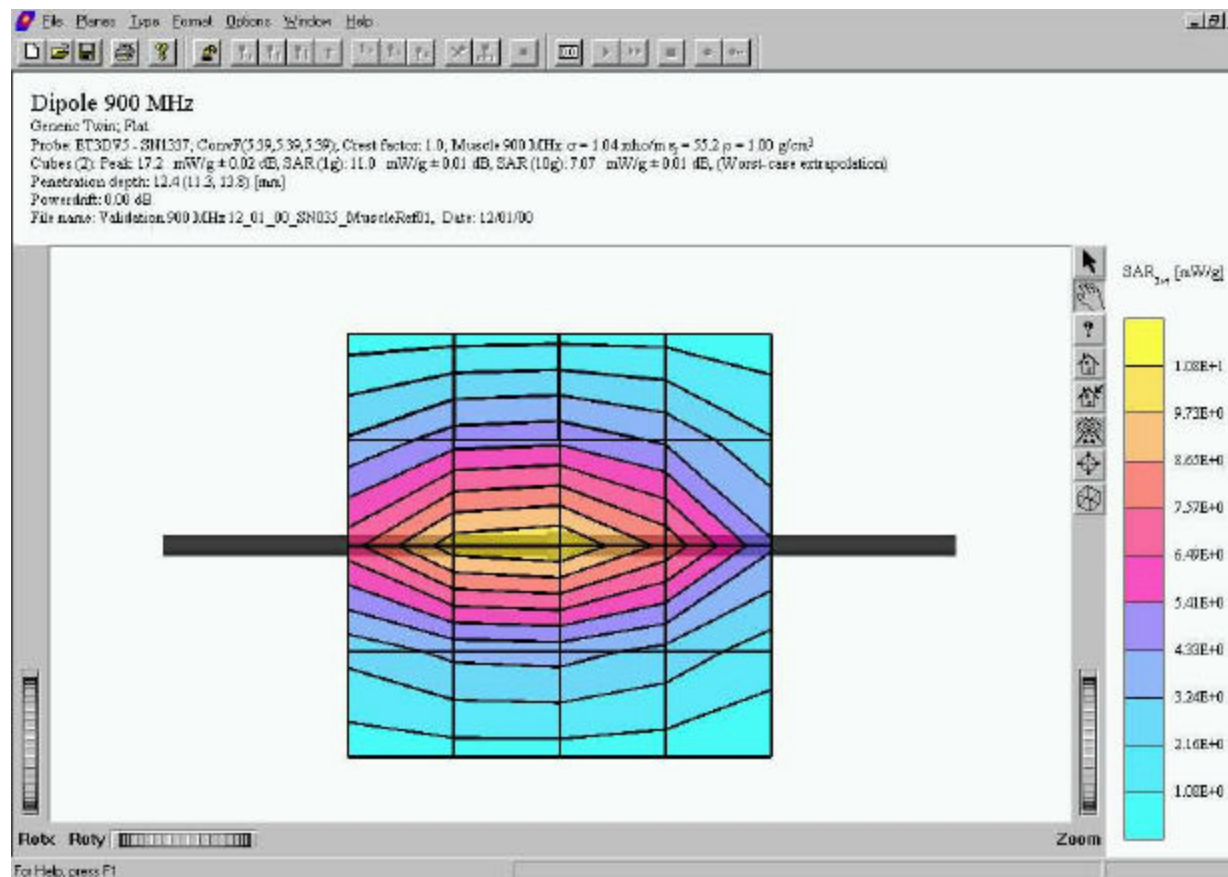 File Planes Type Format Options Window Help
Dipole 900 MHz
Generic Twin; Flat
Probe: ET3DV5 - SN1337; ConvF(5.39,5.39,5.39); Crest factor: 1.0; Muscle 900 MHz: σ = 1.04 mho/m εr = 55.2 ρ = 1.00 g/cm³
Cubes (2): Peak: 17.2 mW/g ± 0.02 dB, SAR (1g): 11.0 mW/g ± 0.01 dB, SAR (10g): 7.07 mW/g ± 0.01 dB, (Worst-case extrapolation)
Penetration depth: 12.4 (11.3, 13.8) [mm]
Powerdrift: 0.00 dB
File name: Validation 900 MHz 12_01_00_SN035_MuscleRef01, Date: 12/01/00
SAR [mW/g]
1.08E+1
9.73E+0
8.65E+0
7.57E+0
6.49E+0
5.41E+0
4.33E+0
3.24E+0
2.16E+0
1.08E+0
Rotx Roty
Zoom
For Help, press F1